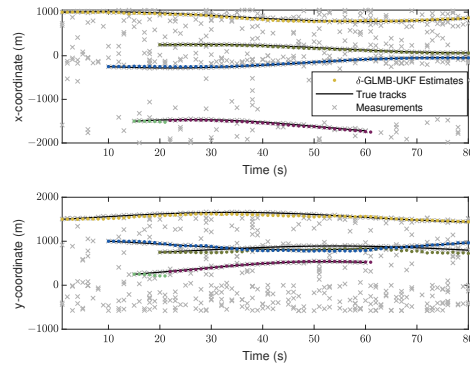 1000
0
-1000
-2000
x-coordinate (m)
10 20 30 40 50 60 70 80
Time (s)
δ-GLMB-UKF Estimates
True tracks
Measurements
2000
1000
0
-1000
y-coordinate (m)
10 20 30 40 50 60 70 80
Time (s)